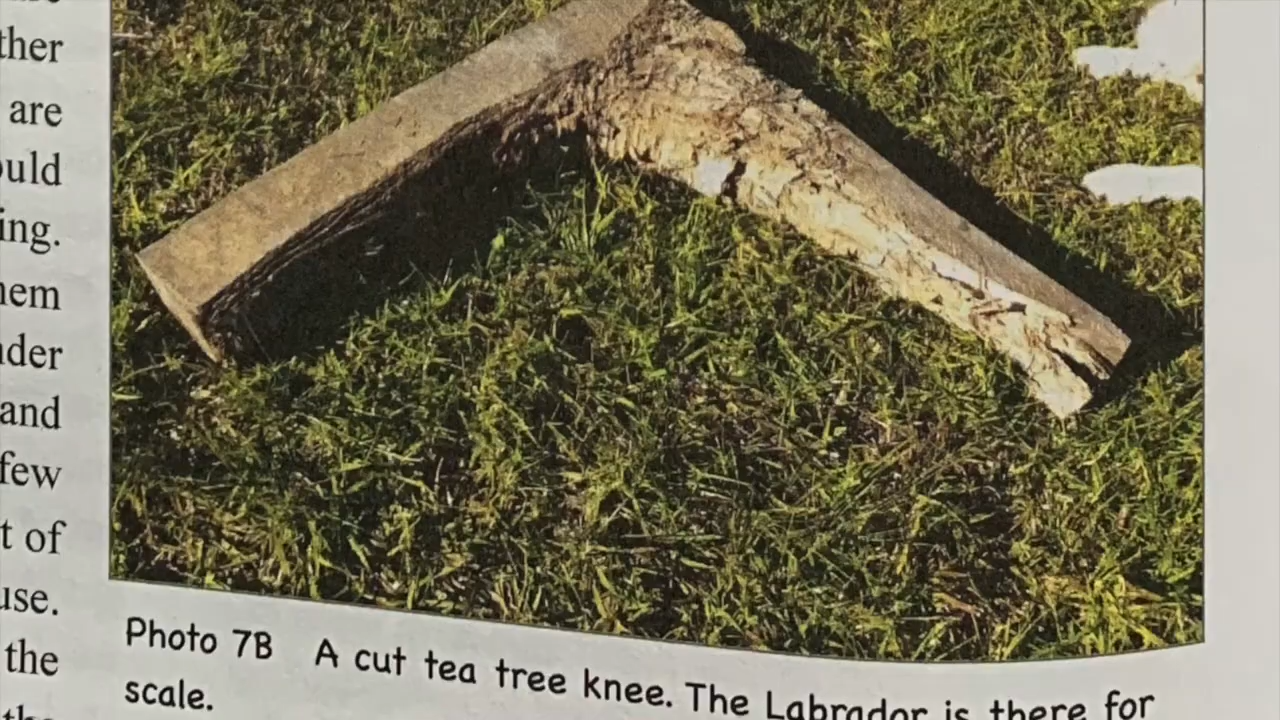 ther
are
ould
ing.
hem
nder
and
few
t of
use.
the
the
Photo 7B A cut tea tree knee. The Labrador is there for
scale.